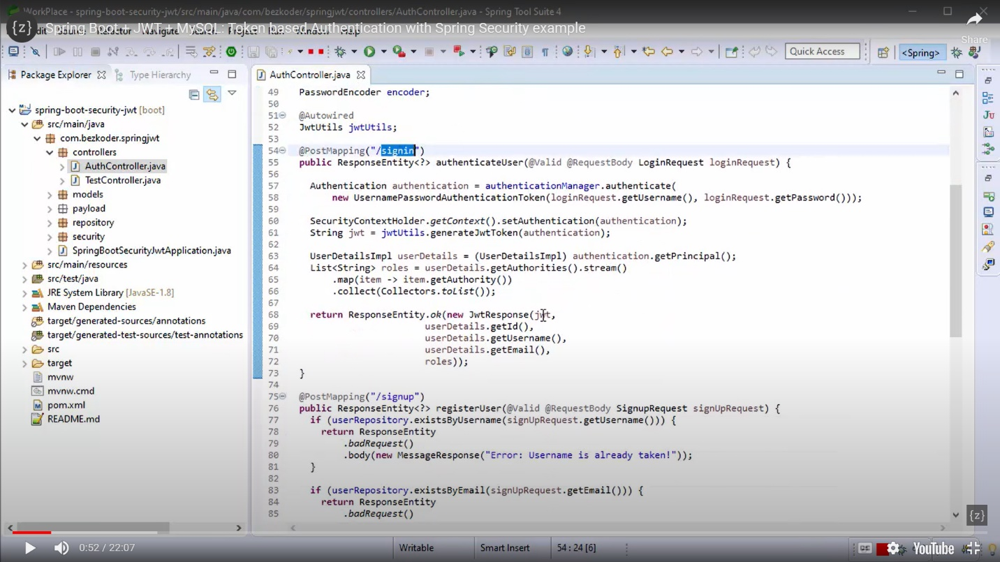 WorkPlace - spring-boot-security-jwt/src/main/java/com/bezkoder/springjwt/controllers/AuthController.java - Spring Tool Suite 4
{z} Spring Boot + JWT + MySQL: Token based Authentication with Spring Security example
Share
Quick Access
<Spring>
Package Explorer
Type Hierarchy
AuthController.java
spring-boot-security-jwt [boot]
src/main/java
com.bezkoder.springjwt
controllers
AuthController.java
TestController.java
models
payload
repository
security
SpringBootSecurityJwtApplication.java
src/main/resources
src/test/java
JRE System Library [JavaSE-1.8]
Maven Dependencies
target/generated-sources/annotations
target/generated-test-sources/test-annotations
src
target
mvnw
mvnw.cmd
pom.xml
README.md
49 PasswordEncoder encoder;
50
51 @Autowired
52 JwtUtils jwtUtils;
53
54 @PostMapping("/signin")
55 public ResponseEntity<?> authenticateUser(@Valid @RequestBody LoginRequest loginRequest) {
56
57 Authentication authentication = authenticationManager.authenticate(
58 new UsernamePasswordAuthenticationToken(loginRequest.getUsername(), loginRequest.getPassword()));
59
60 SecurityContextHolder.getContext().setAuthentication(authentication);
61 String jwt = jwtUtils.generateJwtToken(authentication);
62
63 UserDetailsImpl userDetails = (UserDetailsImpl) authentication.getPrincipal();
64 List<String> roles = userDetails.getAuthorities().stream()
65 .map(item -> item.getAuthority())
66 .collect(Collectors.toList());
67
68 return ResponseEntity.ok(new JwtResponse(jwt,
69 userDetails.getId(),
70 userDetails.getUsername(),
71 userDetails.getEmail(),
72 roles));
73 }
74
75 @PostMapping("/signup")
76 public ResponseEntity<?> registerUser(@Valid @RequestBody SignupRequest signUpRequest) {
77 if (userRepository.existsByUsername(signUpRequest.getUsername())) {
78 return ResponseEntity
79 .badRequest()
80 .body(new MessageResponse("Error: Username is already taken!"));
81 }
82
83 if (userRepository.existsByEmail(signUpRequest.getEmail())) {
84 return ResponseEntity
85 .badRequest()
{z}
0:52 / 22:07
Writable
Smart Insert
54 : 24 [6]
YouTube